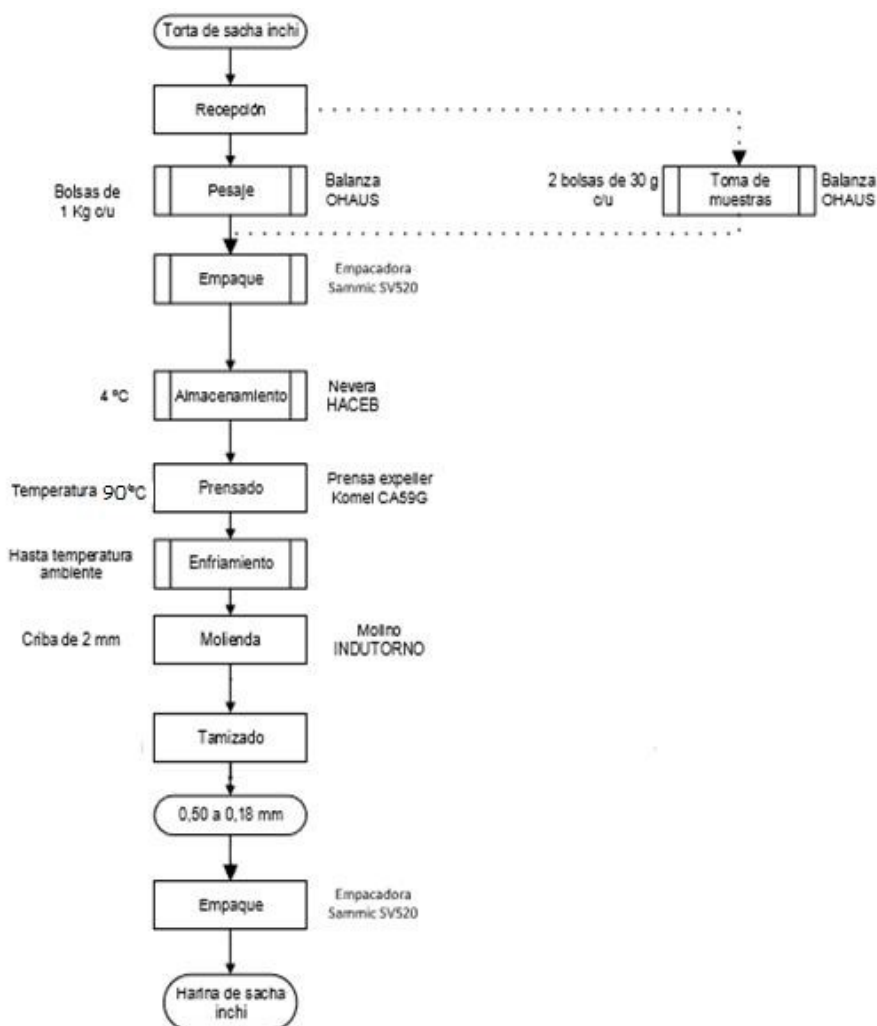 Torta de sacha inchi
Recepción
Bolsas de
1 Kg c/u
Pesaje
Balanza
OHAUS
2 bolsas de 30 g
c/u
Toma de
muestras
Balanza
OHAUS
Empaque
Empacadora
Sammic SV520
4 ºC
Almacenamiento
Nevera
HACEB
Temperatura 90ºC
Prensado
Prensa expeller
Komel CA59G
Hasta temperatura
ambiente
Enfriamiento
Criba de 2 mm
Molienda
Molino
INDUTORNO
Tamizado
0,50 a 0,18 mm
Empaque
Empacadora
Sammic SV520
Harina de sacha
inchi